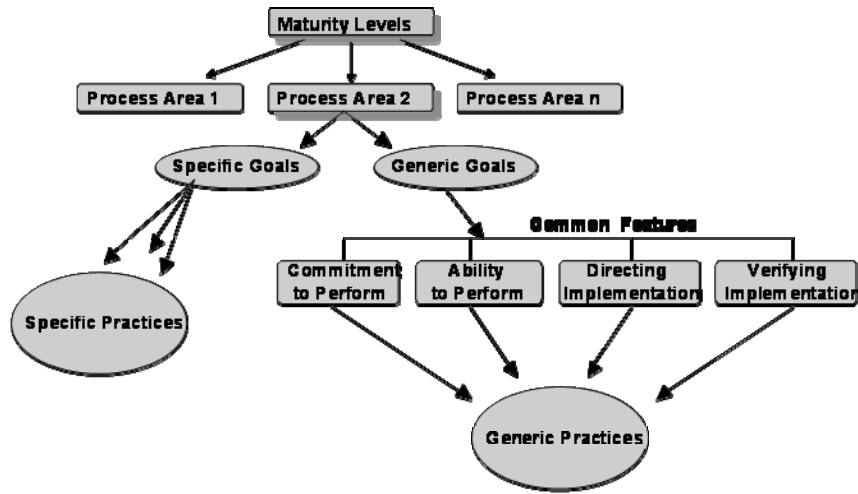 Maturity Levels
Process Area 1
Process Area 2
Process Area n
Specific Goals
Generic Goals
Common Features
Commitment
to Perform
Ability
to Perform
Directing
Implementation
Verifying
Implementation
Specific Practices
Generic Practices